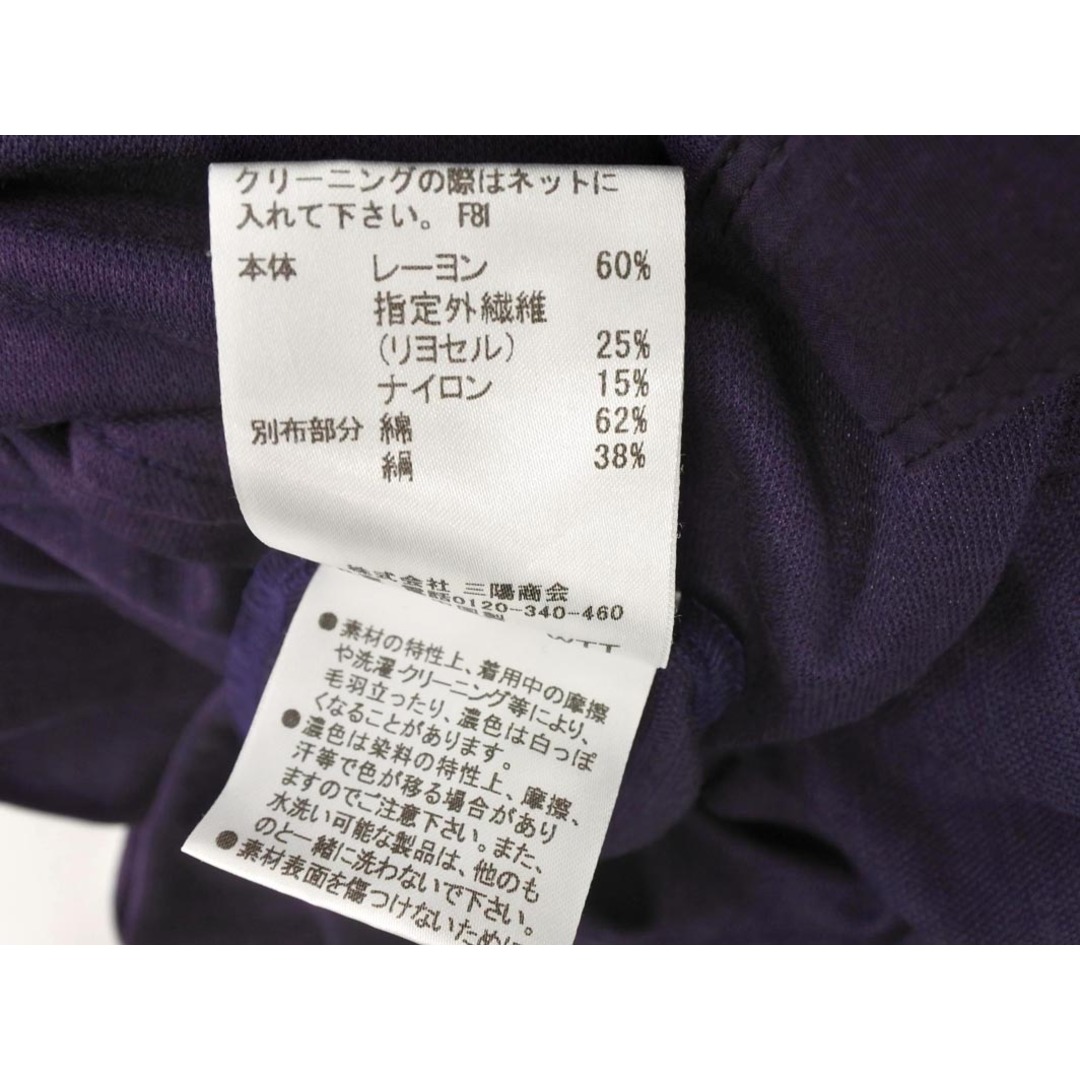 クリーニングの際はネットに
入れて下さい。 F8I
本体 レーヨン 60%
指定外繊維
(リヨセル) 25%
ナイロン 15%
別布部分 綿 62%
絹 38%
株式会社 三陽商会
電話0120-340-460
WTT
●素材の特性上、着用中の摩擦
や洗濯クリーニング等により、
毛羽立ったり、濃色は白っぽ
くなることがあります。
●濃色は染料の特性上、摩擦、
汗等で色が移る場合があり
ますのでご注意下さい。また、
水洗い可能な製品は、他のも
のと一緒に洗わないで下さい。
●素材表面を傷つけないために